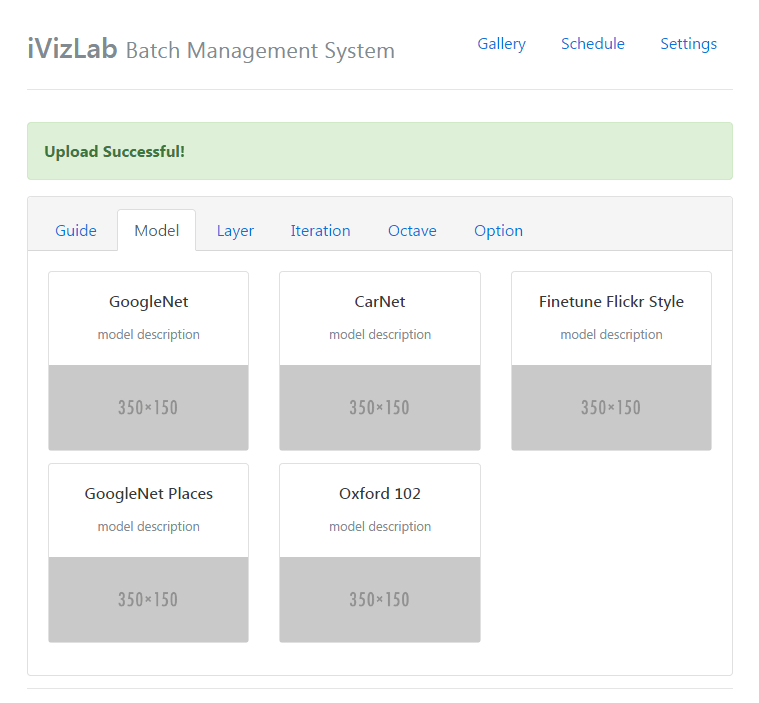 iVizLab Batch Management System
Gallery Schedule Settings
Upload Successful!
Guide Model Layer Iteration Octave Option
GoogleNet CarNet Finetune Flickr Style
model description model description model description
350×150 350×150 350×150
GoogleNet Places Oxford 102
model description model description
350×150 350×150